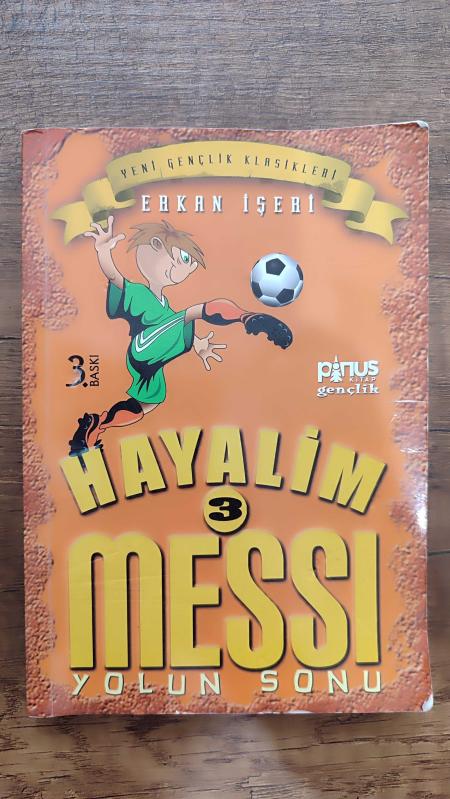 YENİ GENÇLİK KLASİKLERİ
ERKAN İŞERİ
3.
BASKI
pinus
KİTAP
gençlik
HAYALİM
3
MESSI
YOLUN SONU